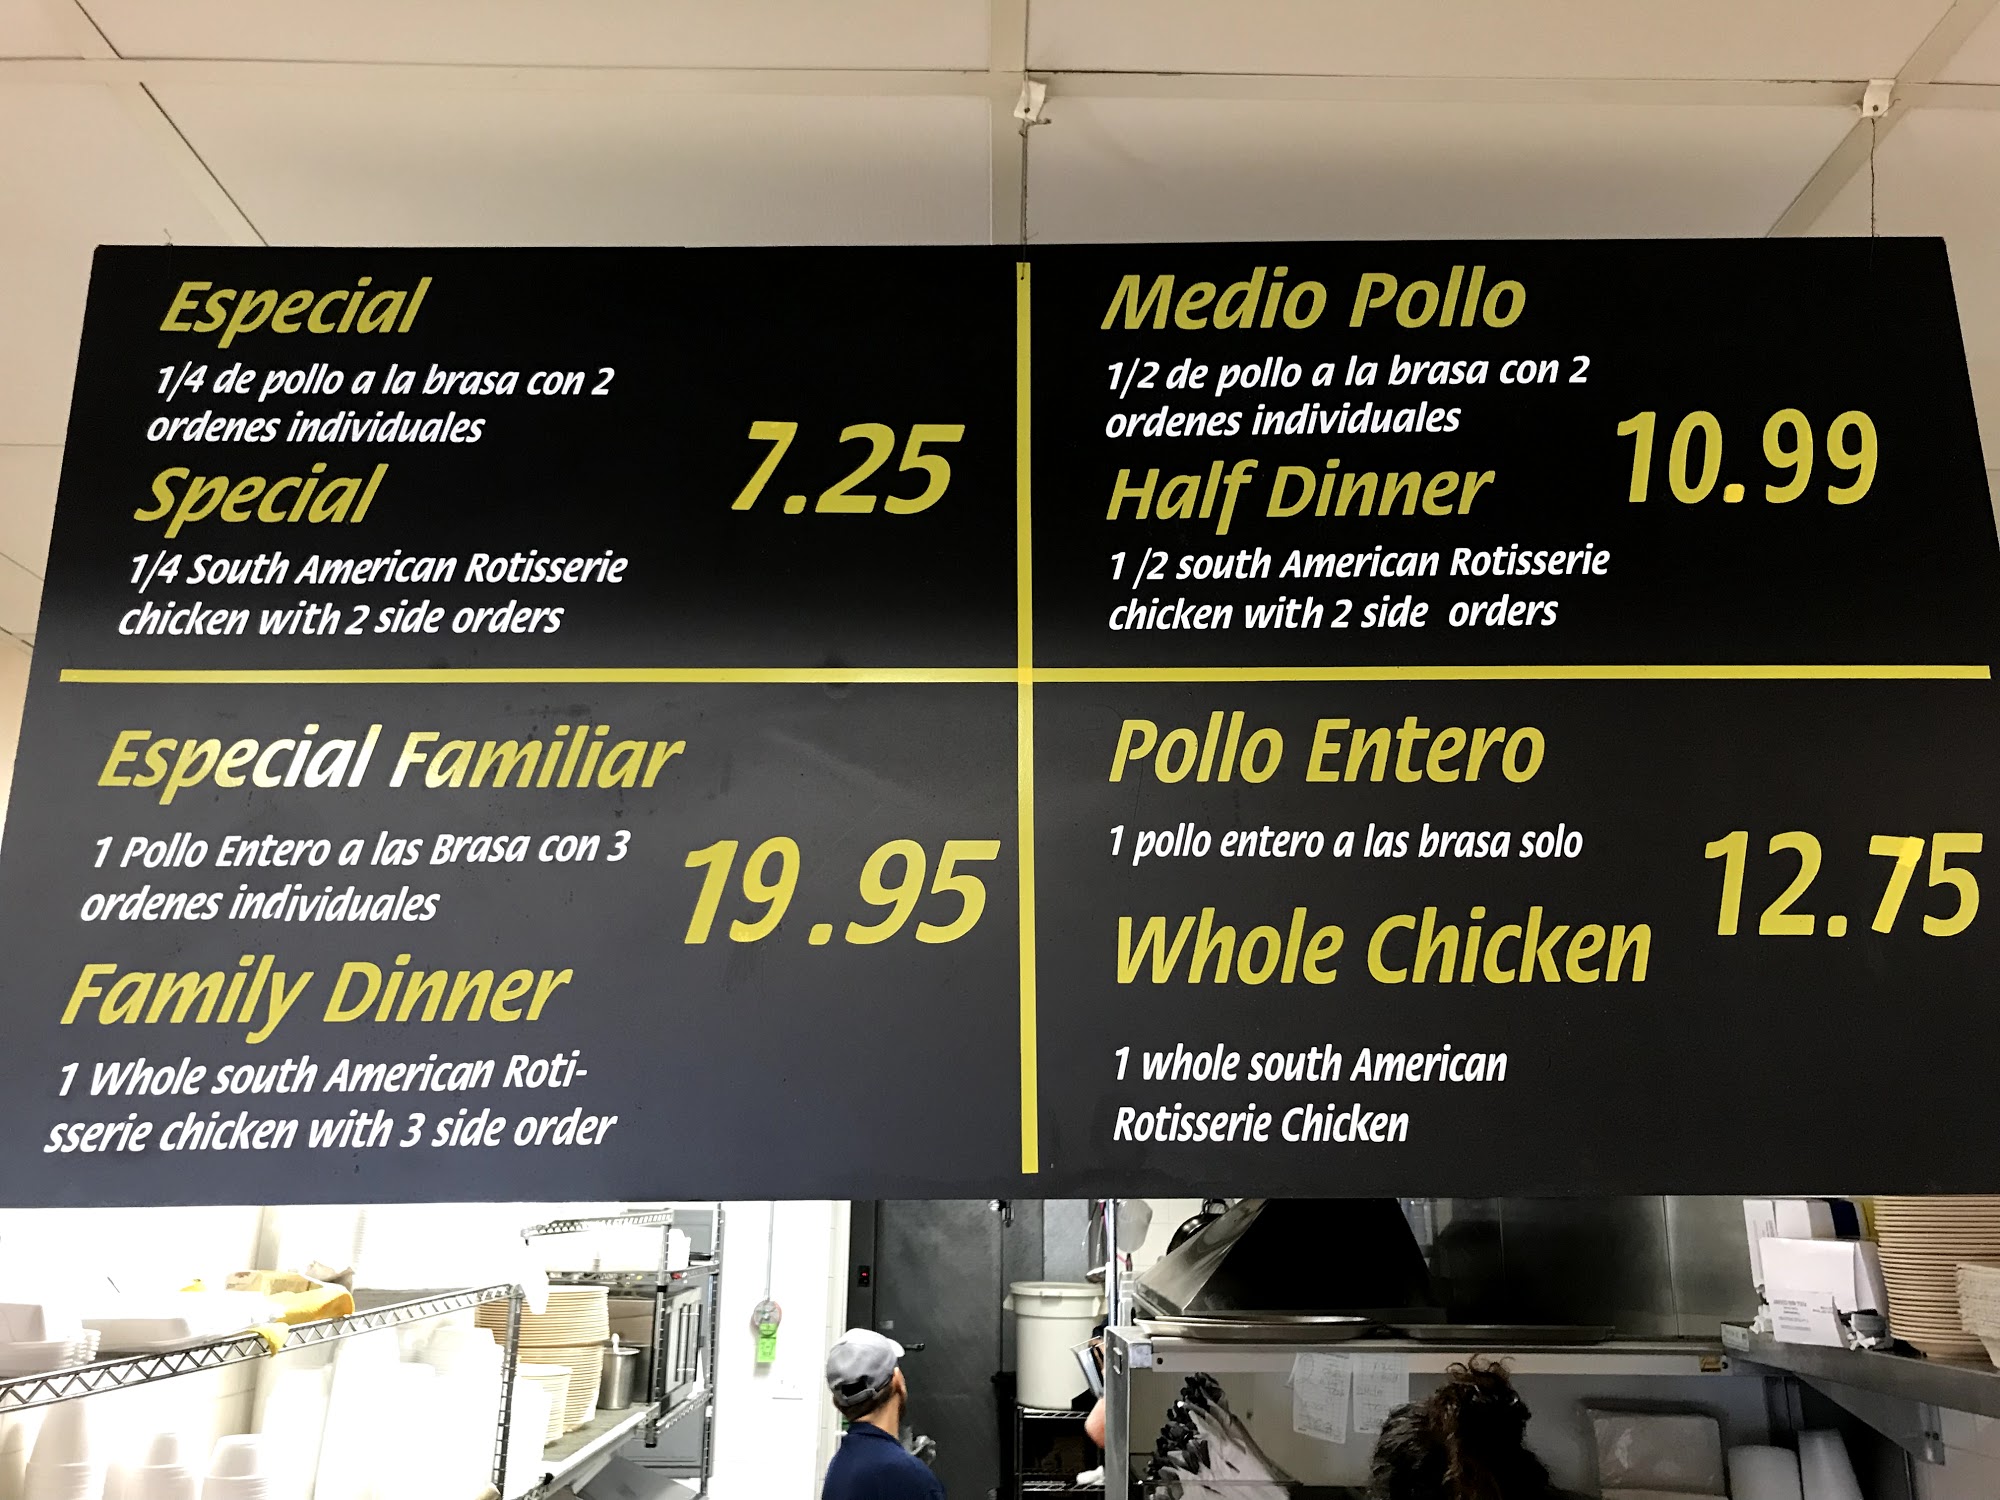 Especial
1/4 de pollo a la brasa con 2
ordenes individuales
7.25
Special
1/4 South American Rotisserie
chicken with 2 side orders
Medio Pollo
1/2 de pollo a la brasa con 2
ordenes individuales
10.99
Half Dinner
1 /2 south American Rotisserie
chicken with 2 side orders
Especial Familiar
1 Pollo Entero a las Brasa con 3
ordenes individuales
19.95
Family Dinner
1 Whole south American Roti-
sserie chicken with 3 side order
Pollo Entero
1 pollo entero a las brasa solo
12.75
Whole Chicken
1 whole south American
Rotisserie Chicken